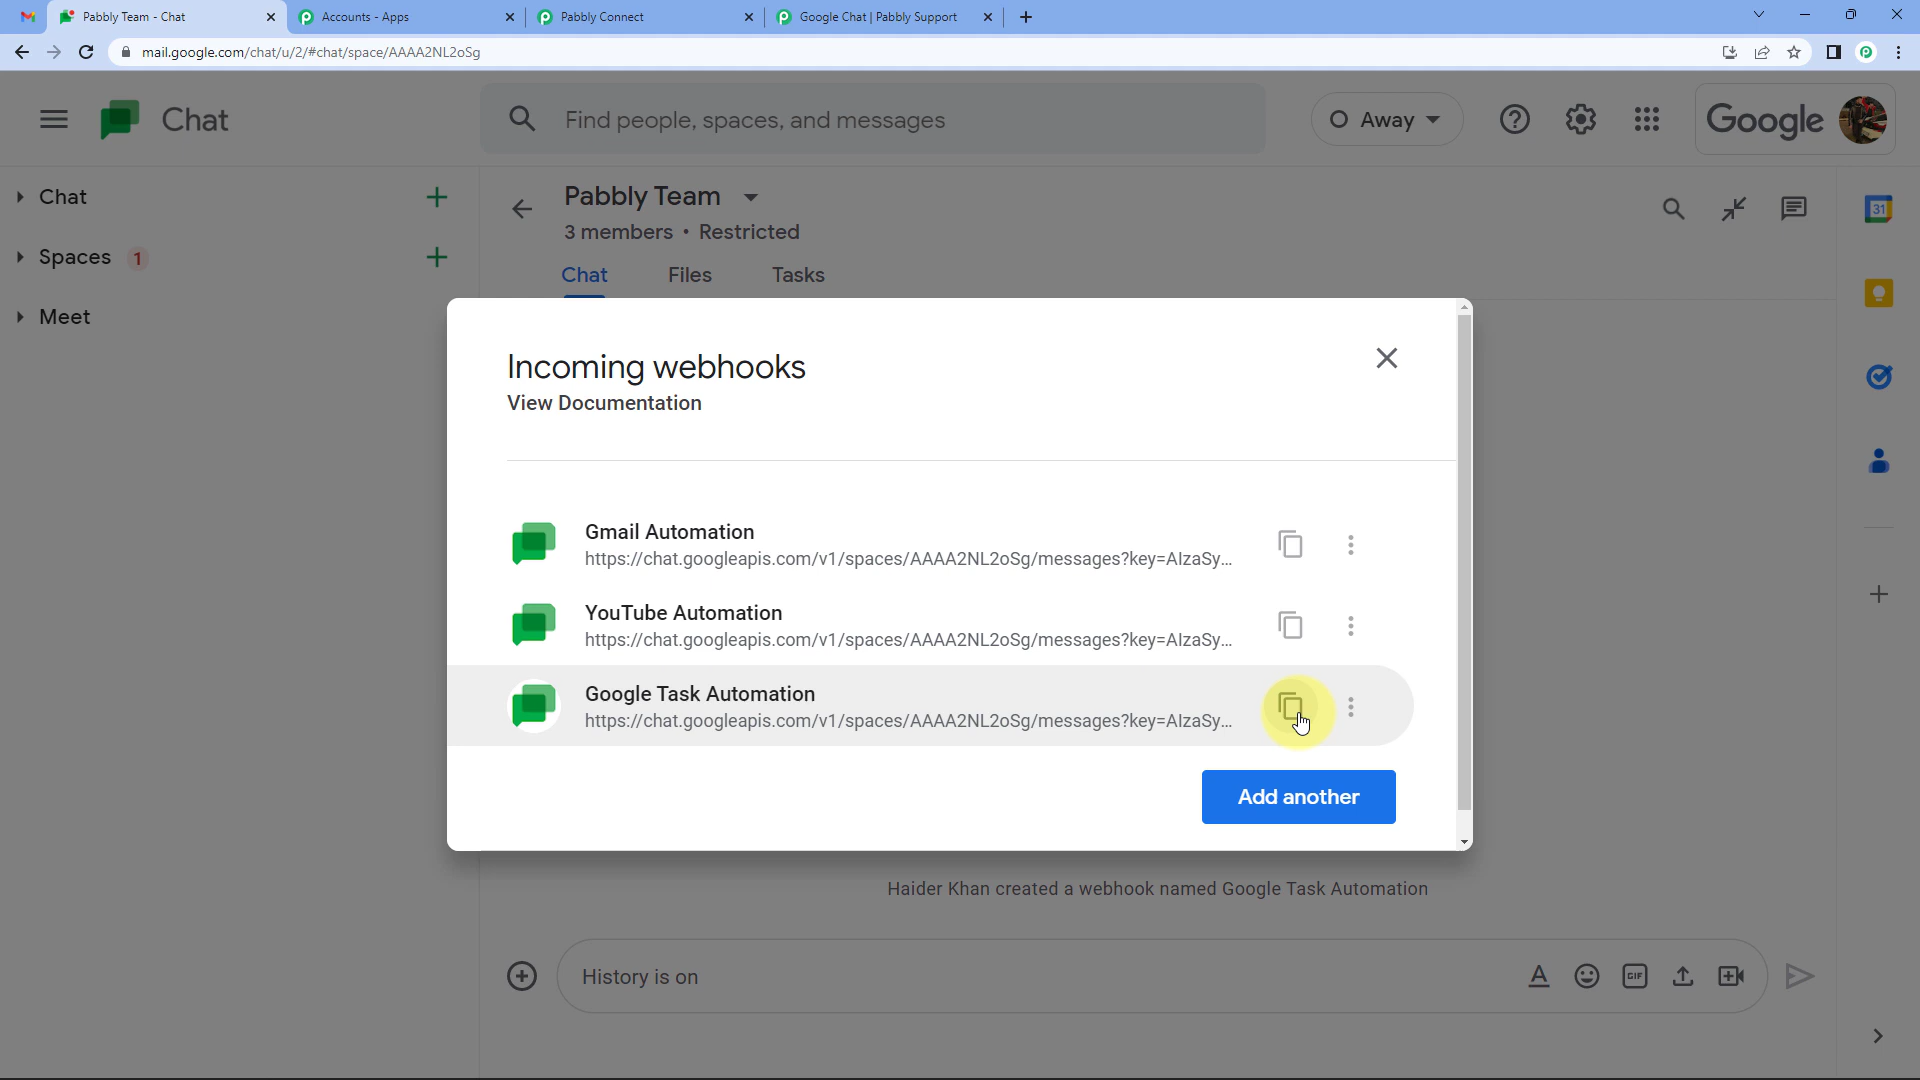 Pabbly Team - Chat
Accounts - Apps
Pabbly Connect
Google Chat | Pabbly Support
mail.google.com/chat/u/2/#chat/space/AAAA2NL2oSg
Chat
Find people, spaces, and messages
Away
Google
Chat
Spaces 1
Meet
Pabbly Team
3 members • Restricted
Chat Files Tasks
31
Incoming webhooks
View Documentation
Gmail Automation
https://chat.googleapis.com/v1/spaces/AAAA2NL2oSg/messages?key=AIzaSy...
YouTube Automation
https://chat.googleapis.com/v1/spaces/AAAA2NL2oSg/messages?key=AIzaSy...
Google Task Automation
https://chat.googleapis.com/v1/spaces/AAAA2NL2oSg/messages?key=AIzaSy...
Add another
Haider Khan created a webhook named Google Task Automation
History is on
GIF